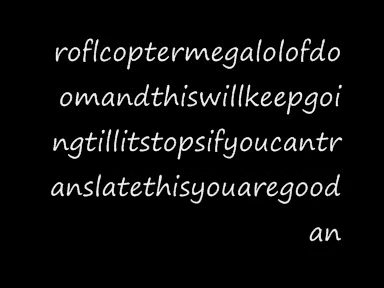 roflcoptermegalolofdo
omandthiswillkeepgoi
ngtillitstopsifyoucantr
anslatethisyouaregood
an